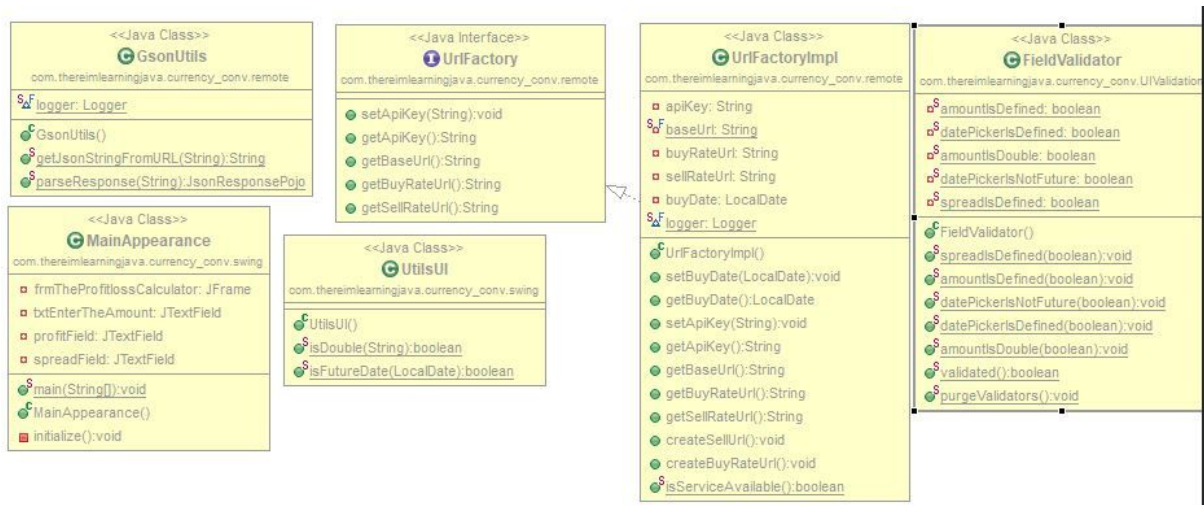 <<Java Class>>
GsonUtils
com.thereimlearningjava.currency_conv.remote
logger: Logger
GsonUtils()
getJsonStringFromURL(String):String
parseResponse(String):JsonResponsePojo
<<Java Class>>
MainAppearance
com.thereimlearningjava.currency_conv.swing
frmTheProfitlossCalculator: JFrame
txtEnterTheAmount: JTextField
profitField: JTextField
spreadField: JTextField
main(String[]):void
MainAppearance()
initialize():void
<<Java Interface>>
UrlFactory
com.thereimlearningjava.currency_conv.remote
setApiKey(String):void
getApiKey():String
getBaseUrl():String
getBuyRateUrl():String
getSellRateUrl():String
<<Java Class>>
UtilsUI
com.thereimlearningjava.currency_conv.swing
UtilsUI()
isDouble(String):boolean
isFutureDate(LocalDate):boolean
<<Java Class>>
UrlFactoryImpl
com.thereimlearningjava.currency_conv.remote
apiKey: String
baseUrl: String
buyRateUrl: String
sellRateUrl: String
buyDate: LocalDate
logger: Logger
UrlFactoryImpl()
setBuyDate(LocalDate):void
getBuyDate():LocalDate
setApiKey(String):void
getApiKey():String
getBaseUrl():String
getBuyRateUrl():String
getSellRateUrl():String
createSellUrl():void
createBuyRateUrl():void
isServiceAvailable():boolean
<<Java Class>>
FieldValidator
com.thereimlearningjava.currency_conv.UIValidation
amountIsDefined: boolean
datePickerIsDefined: boolean
amountIsDouble: boolean
datePickerIsNotFuture: boolean
spreadIsDefined: boolean
FieldValidator()
spreadIsDefined(boolean):void
amountIsDefined(boolean):void
datePickerIsNotFuture(boolean):void
datePickerIsDefined(boolean):void
amountIsDouble(boolean):void
validated():boolean
purgeValidators():void